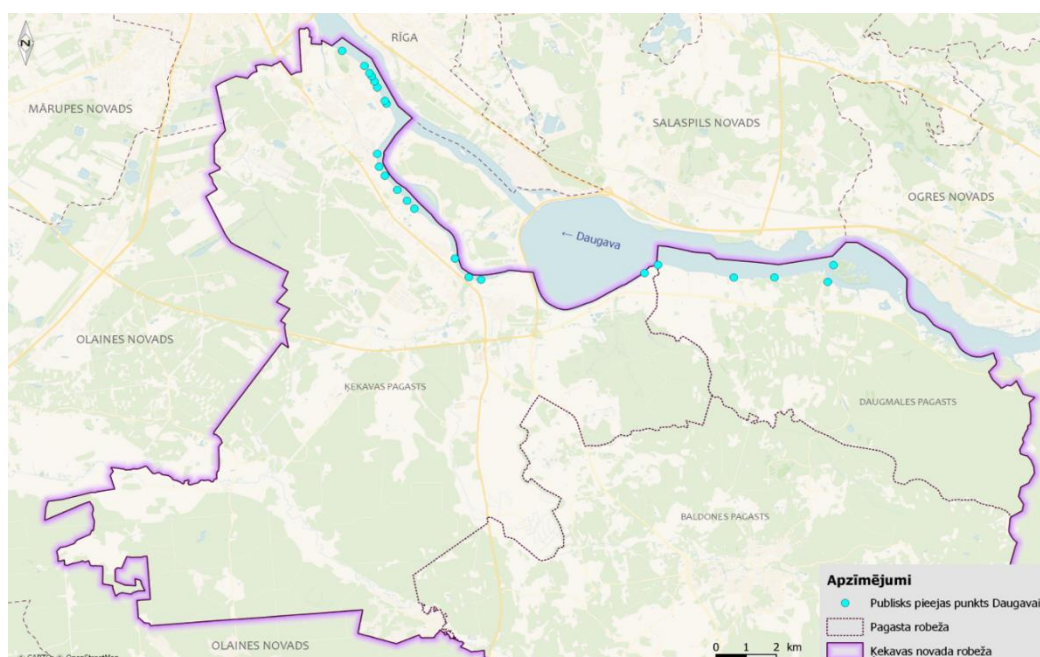 N
RĪGA
MĀRUPES NOVADS
SALASPILS NOVADS
OGRES NOVADS
← Daugava
OLAINES NOVADS
ĶEKAVAS PAGASTS
DAUGMALES PAGASTS
BALDONES PAGASTS
Apzīmējumi
Publisks pieejas punkts Daugavai
Pagasta robeža
Ķekavas novada robeža
OLAINES NOVADS
0 1 2 km